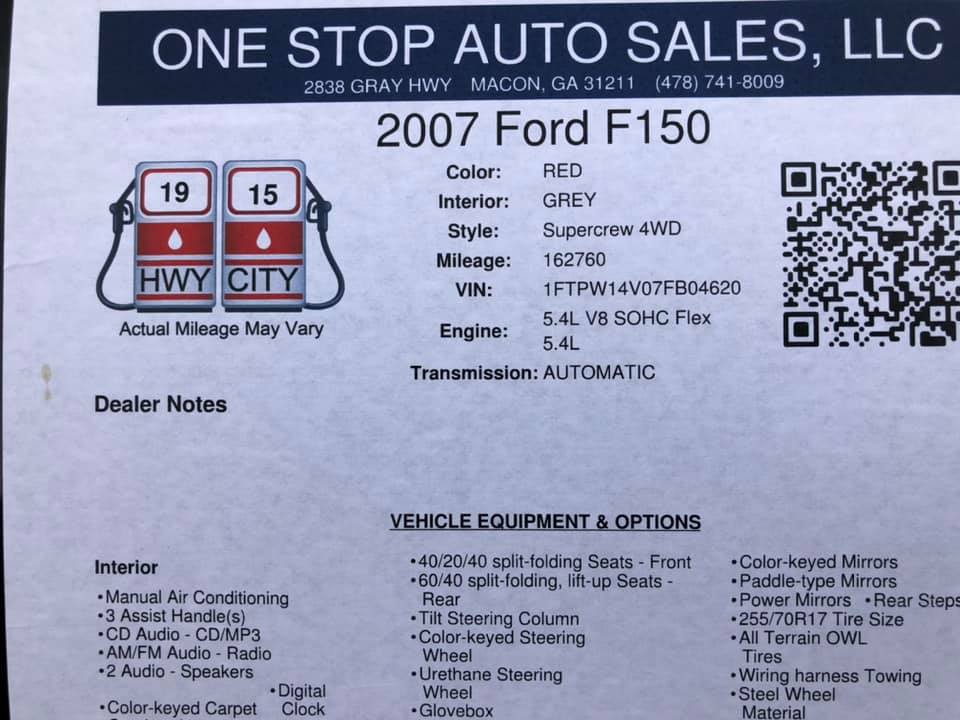 ONE STOP AUTO SALES, LLC
2838 GRAY HWY MACON, GA 31211 (478) 741-8009
2007 Ford F150
19 15
HWY CITY
Actual Mileage May Vary
Color: RED
Interior: GREY
Style: Supercrew 4WD
Mileage: 162760
VIN: 1FTPW14V07FB04620
Engine: 5.4L V8 SOHC Flex
5.4L
Transmission: AUTOMATIC
Dealer Notes
VEHICLE EQUIPMENT & OPTIONS
Interior
•Manual Air Conditioning
•3 Assist Handle(s)
•CD Audio - CD/MP3
•AM/FM Audio - Radio
•2 Audio - Speakers
•Color-keyed Carpet
•Digital
Clock
•40/20/40 split-folding Seats - Front
•60/40 split-folding, lift-up Seats -
Rear
•Tilt Steering Column
•Color-keyed Steering
Wheel
•Urethane Steering
Wheel
•Glovebox
•Color-keyed Mirrors
•Paddle-type Mirrors
•Power Mirrors •Rear Steps
•255/70R17 Tire Size
•All Terrain OWL
Tires
•Wiring harness Towing
•Steel Wheel
Material